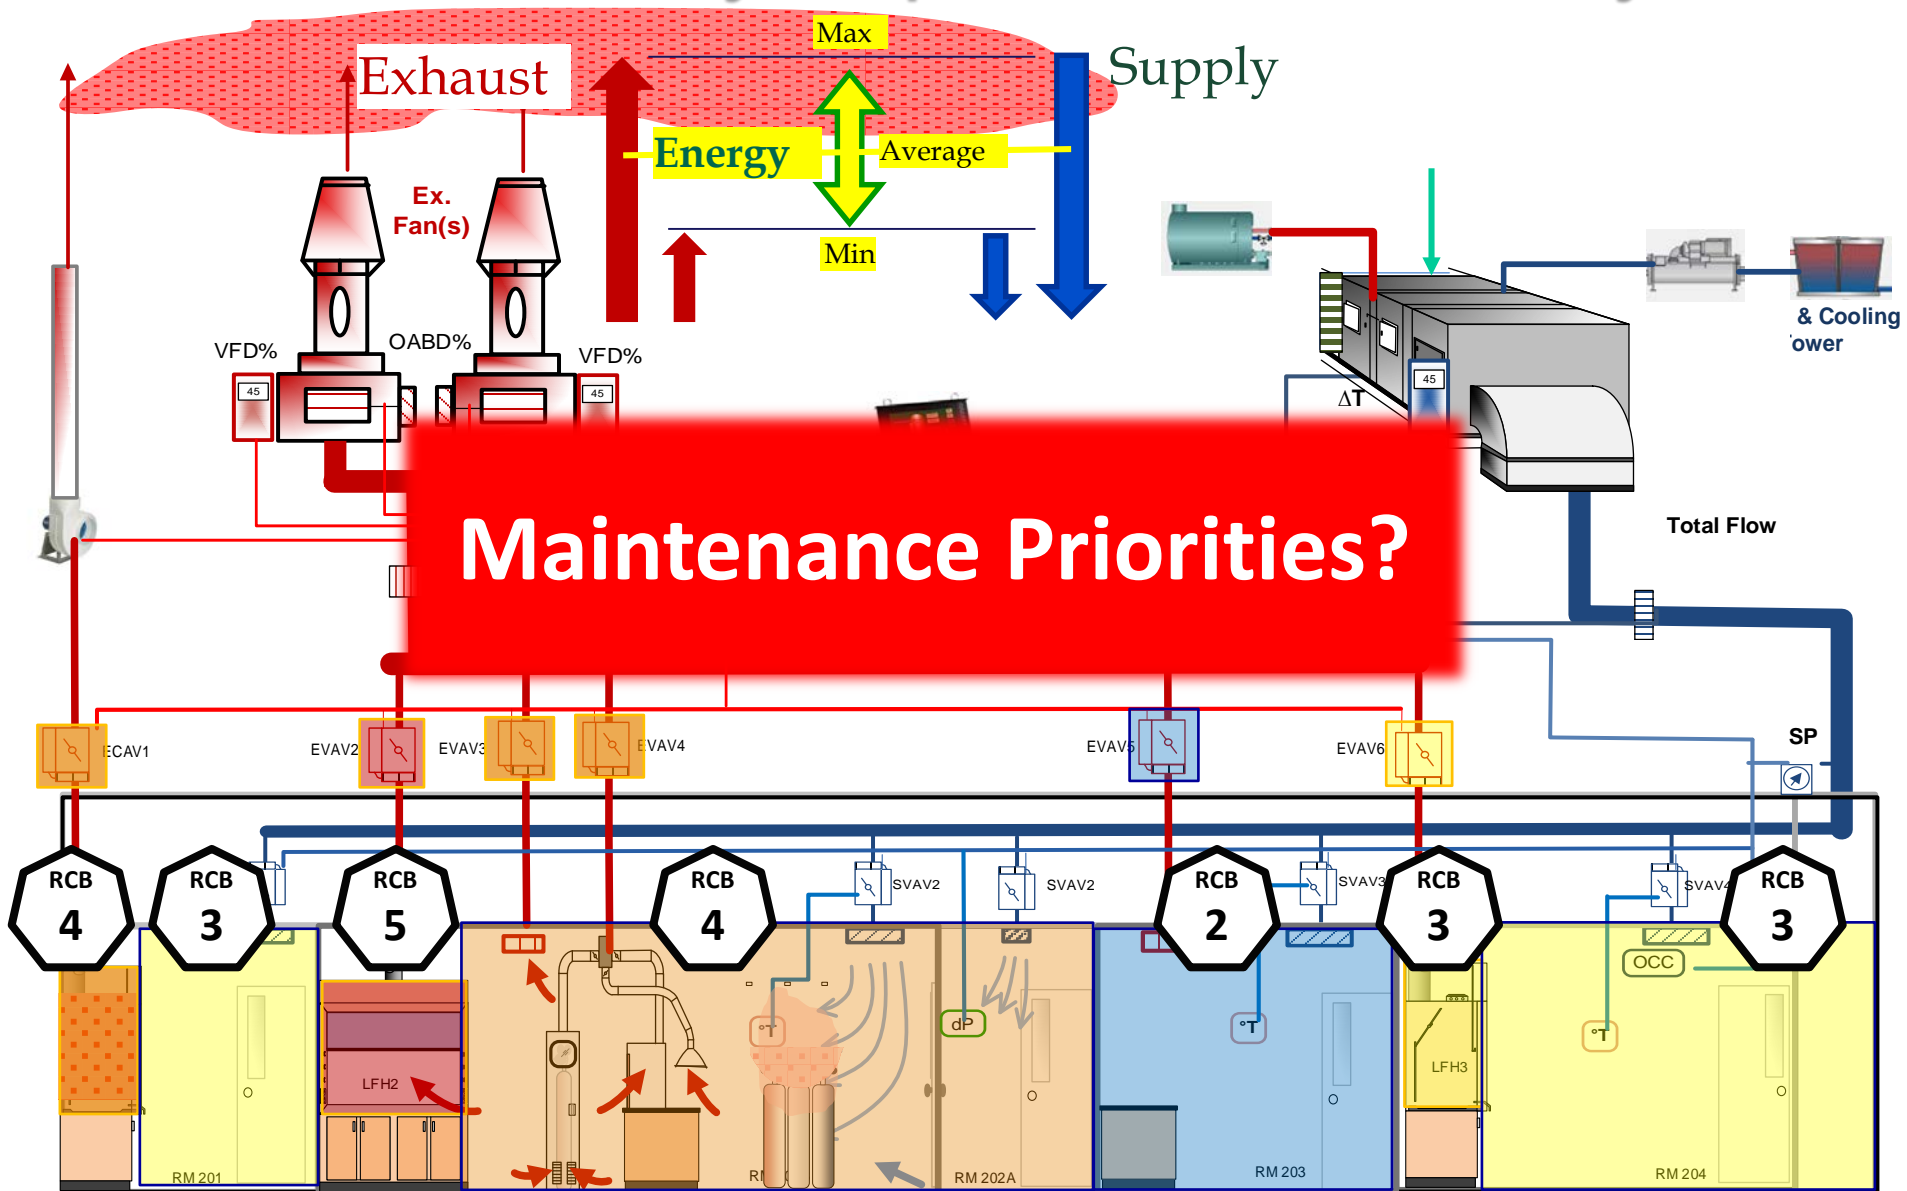 Max
Exhaust
Supply
Energy
Average
Ex.
Fan(s)
Min
VFD%
OABD%
VFD%
45
45
45
& Cooling
ower
ΔT
Maintenance Priorities?
Total Flow
ECAV1
EVAV2
EVAV3
EVAV4
EVAV5
EVAV6
SP
RCB
4
RCB
3
RCB
5
RCB
4
SVAV2
SVAV2
RCB
2
SVAV3
RCB
3
SVAV4
RCB
3
OCC
°T
dP
°T
°T
LFH2
LFH3
RM 201
RM 202A
RM 203
RM 204